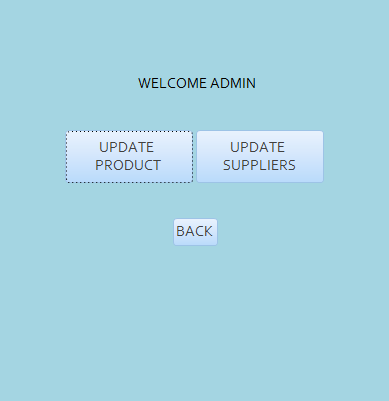 WELCOME ADMIN
UPDATE UPDATE
PRODUCT SUPPLIERS
BACK